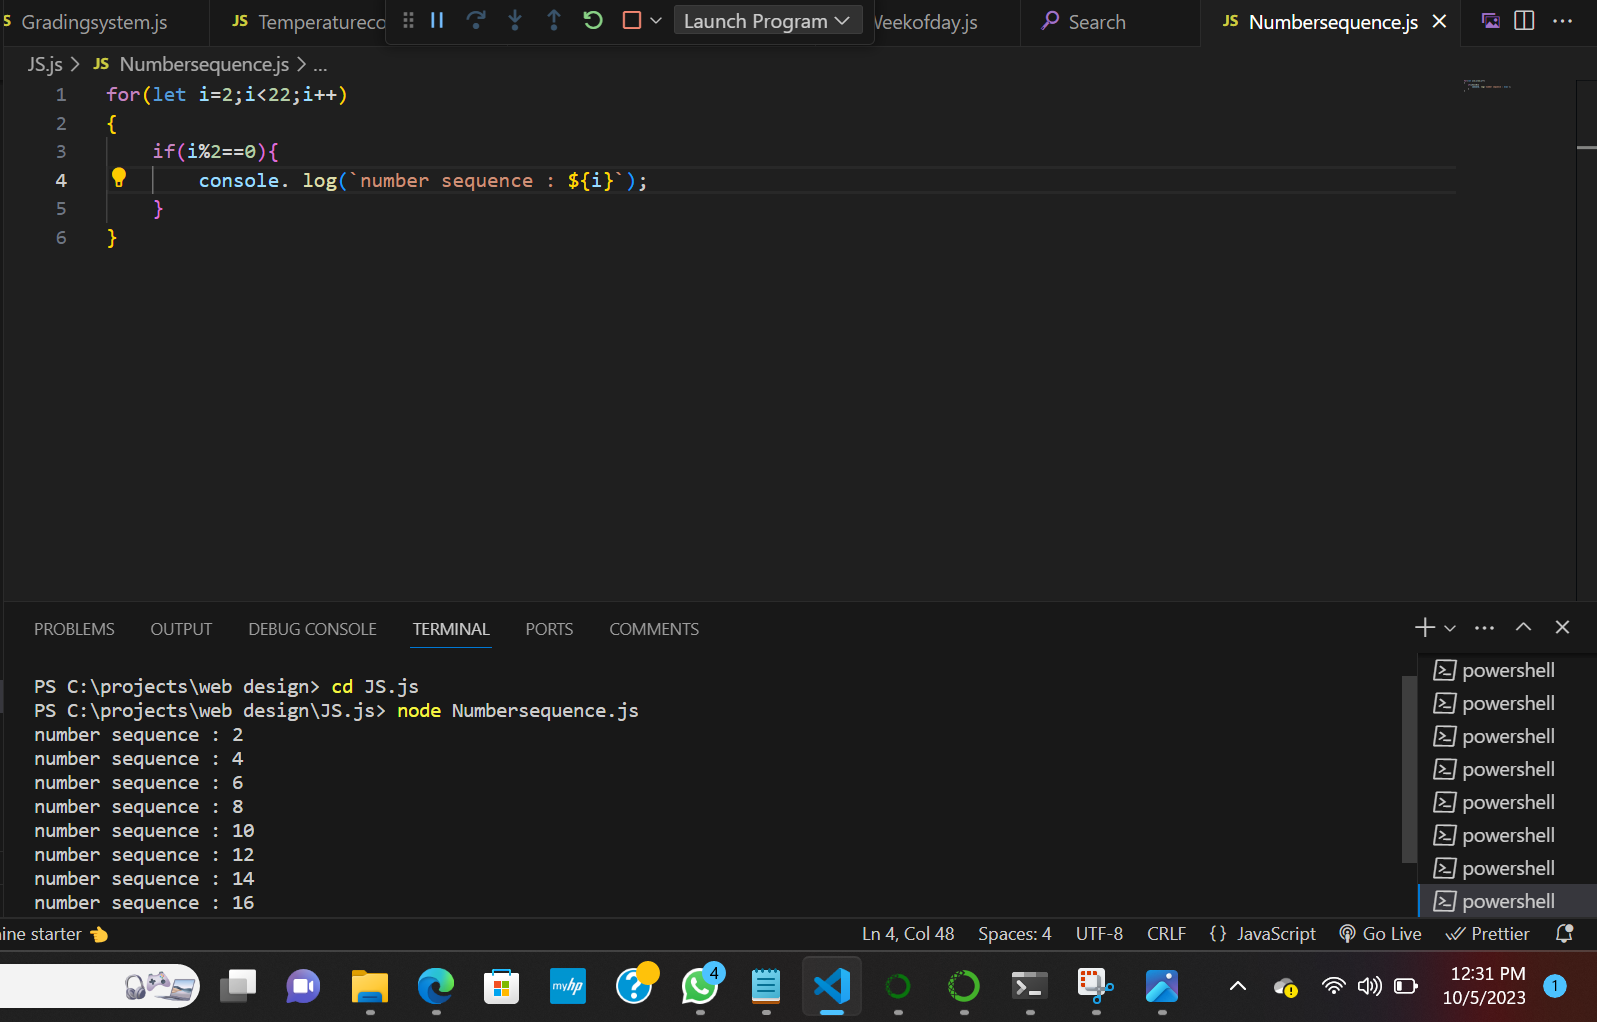 Gradingsystem.js
JS Temperatureco
Launch Program
Weekofday.js
Search
JS Numbersequence.js
JS.js > JS Numbersequence.js > ...
1 for(let i=2;i<22;i++)
2 {
3 if(i%2==0){
4 console. log(`number sequence : ${i}`);
5 }
6 }
PROBLEMS OUTPUT DEBUG CONSOLE TERMINAL PORTS COMMENTS
PS C:\projects\web design> cd JS.js
PS C:\projects\web design\JS.js> node Numbersequence.js
number sequence : 2
number sequence : 4
number sequence : 6
number sequence : 8
number sequence : 10
number sequence : 12
number sequence : 14
number sequence : 16
powershell
powershell
powershell
powershell
powershell
powershell
powershell
powershell
ine starter Ln 4, Col 48 Spaces: 4 UTF-8 CRLF {} JavaScript Go Live Prettier
myhp
?
4
12:31 PM
10/5/2023
1